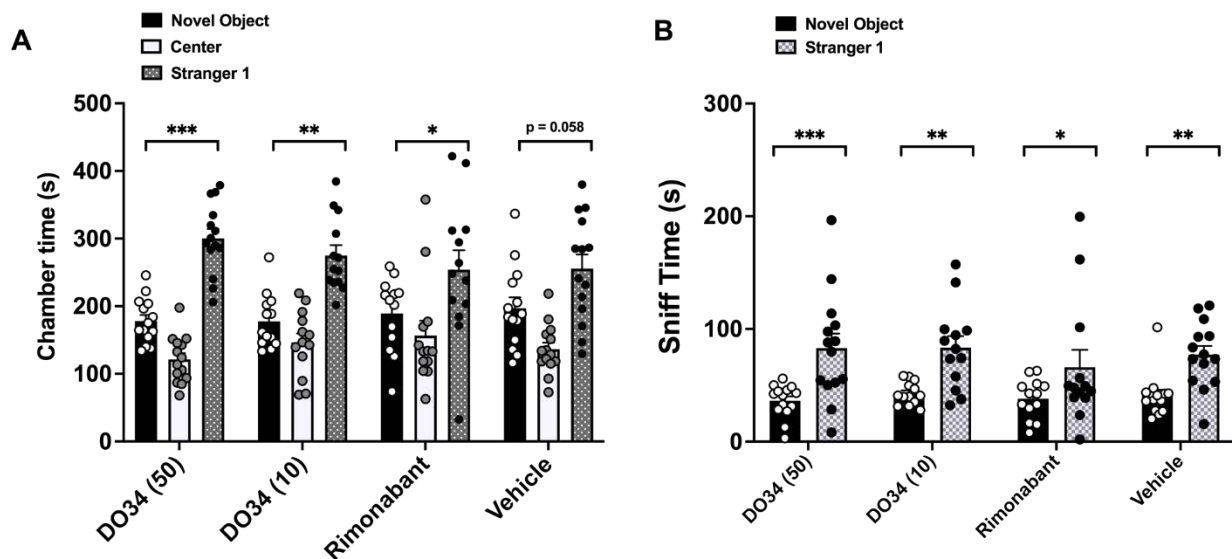 A
Novel Object
Center
Stranger 1
Chamber time (s)
500
400
300
200
100
0
***
**
*
p = 0.058
DO34 (50)
DO34 (10)
Rimonabant
Vehicle
B
Novel Object
Stranger 1
Sniff Time (s)
300
200
100
0
***
**
*
**
DO34 (50)
DO34 (10)
Rimonabant
Vehicle